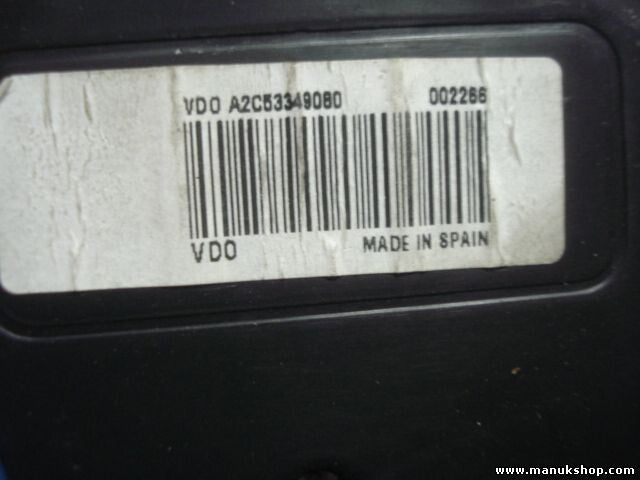 VDO A2C53349080 002266
VDO MADE IN SPAIN
www.manukshop.com